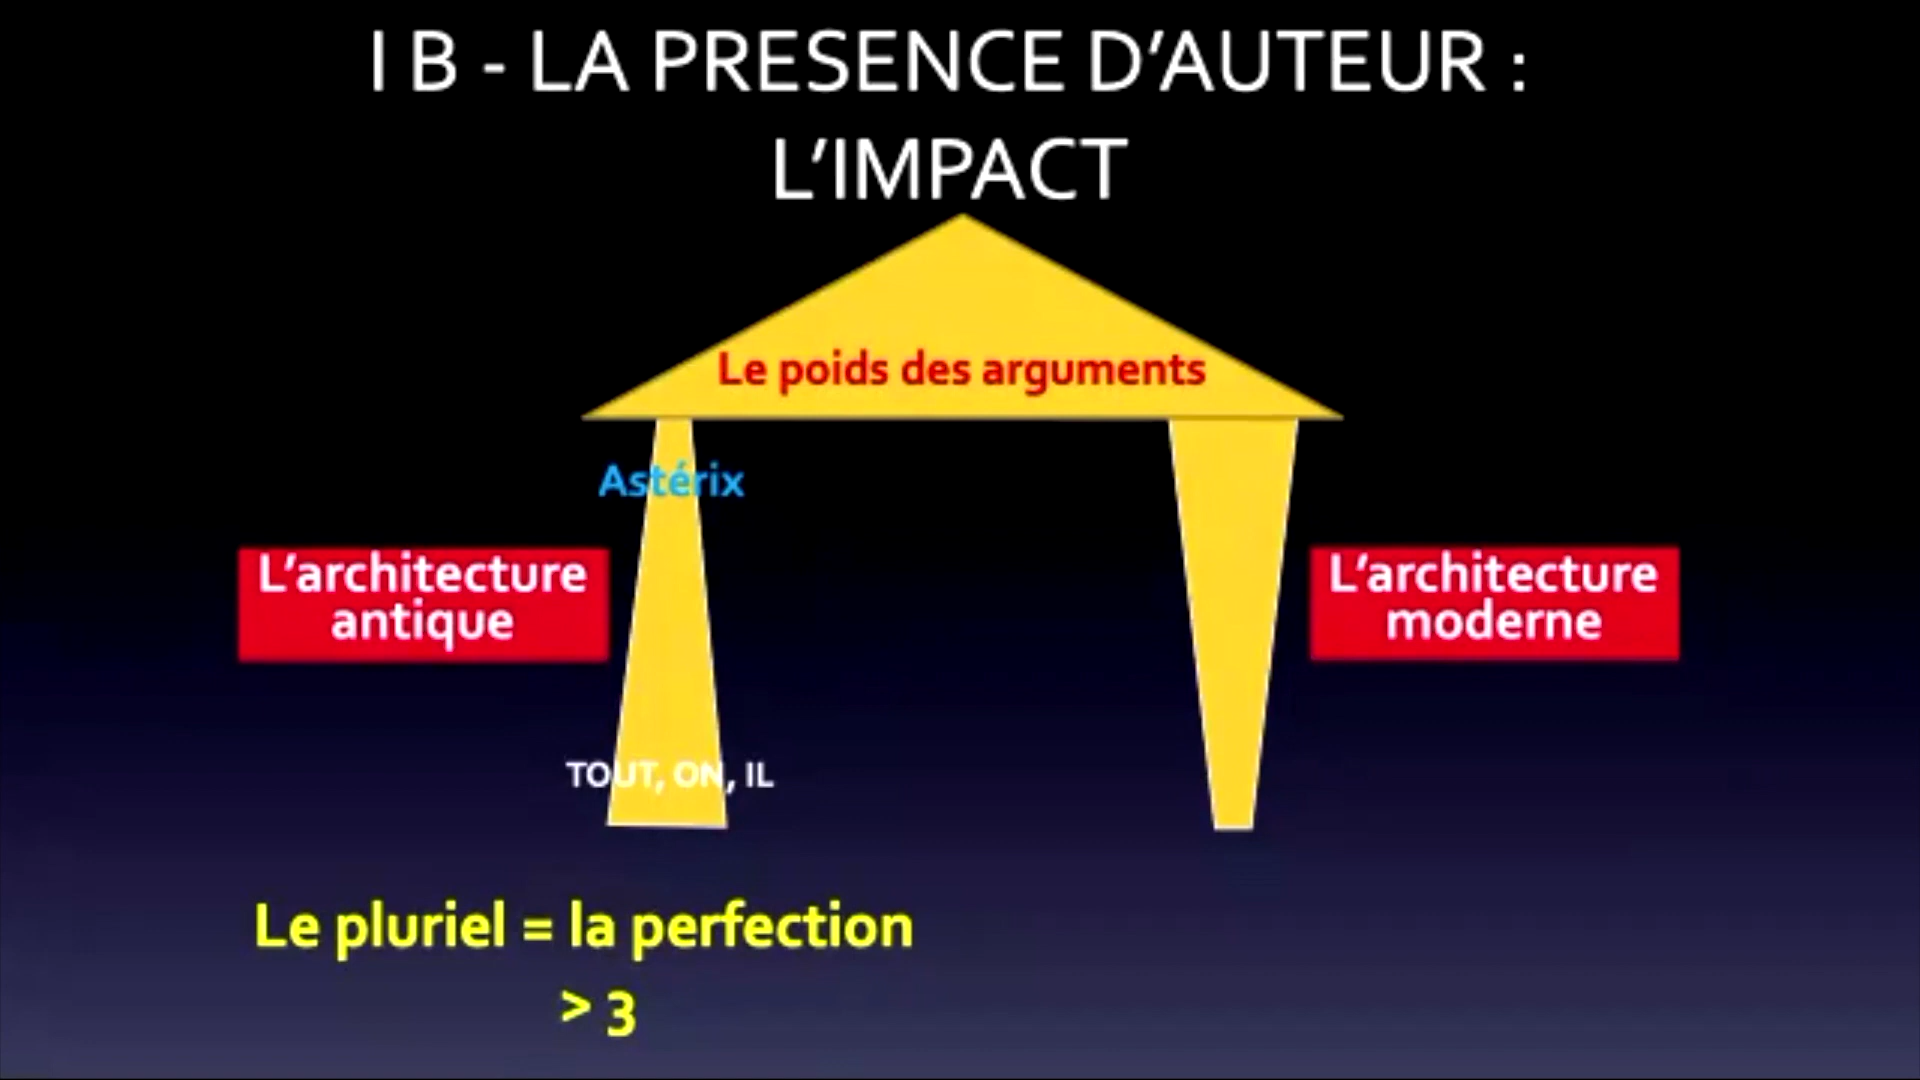 I B - LA PRESENCE D'AUTEUR :
L'IMPACT
Le poids des arguments
Astérix
L'architecture
antique
L'architecture
moderne
TOUT, ON, IL
Le pluriel = la perfection
> 3